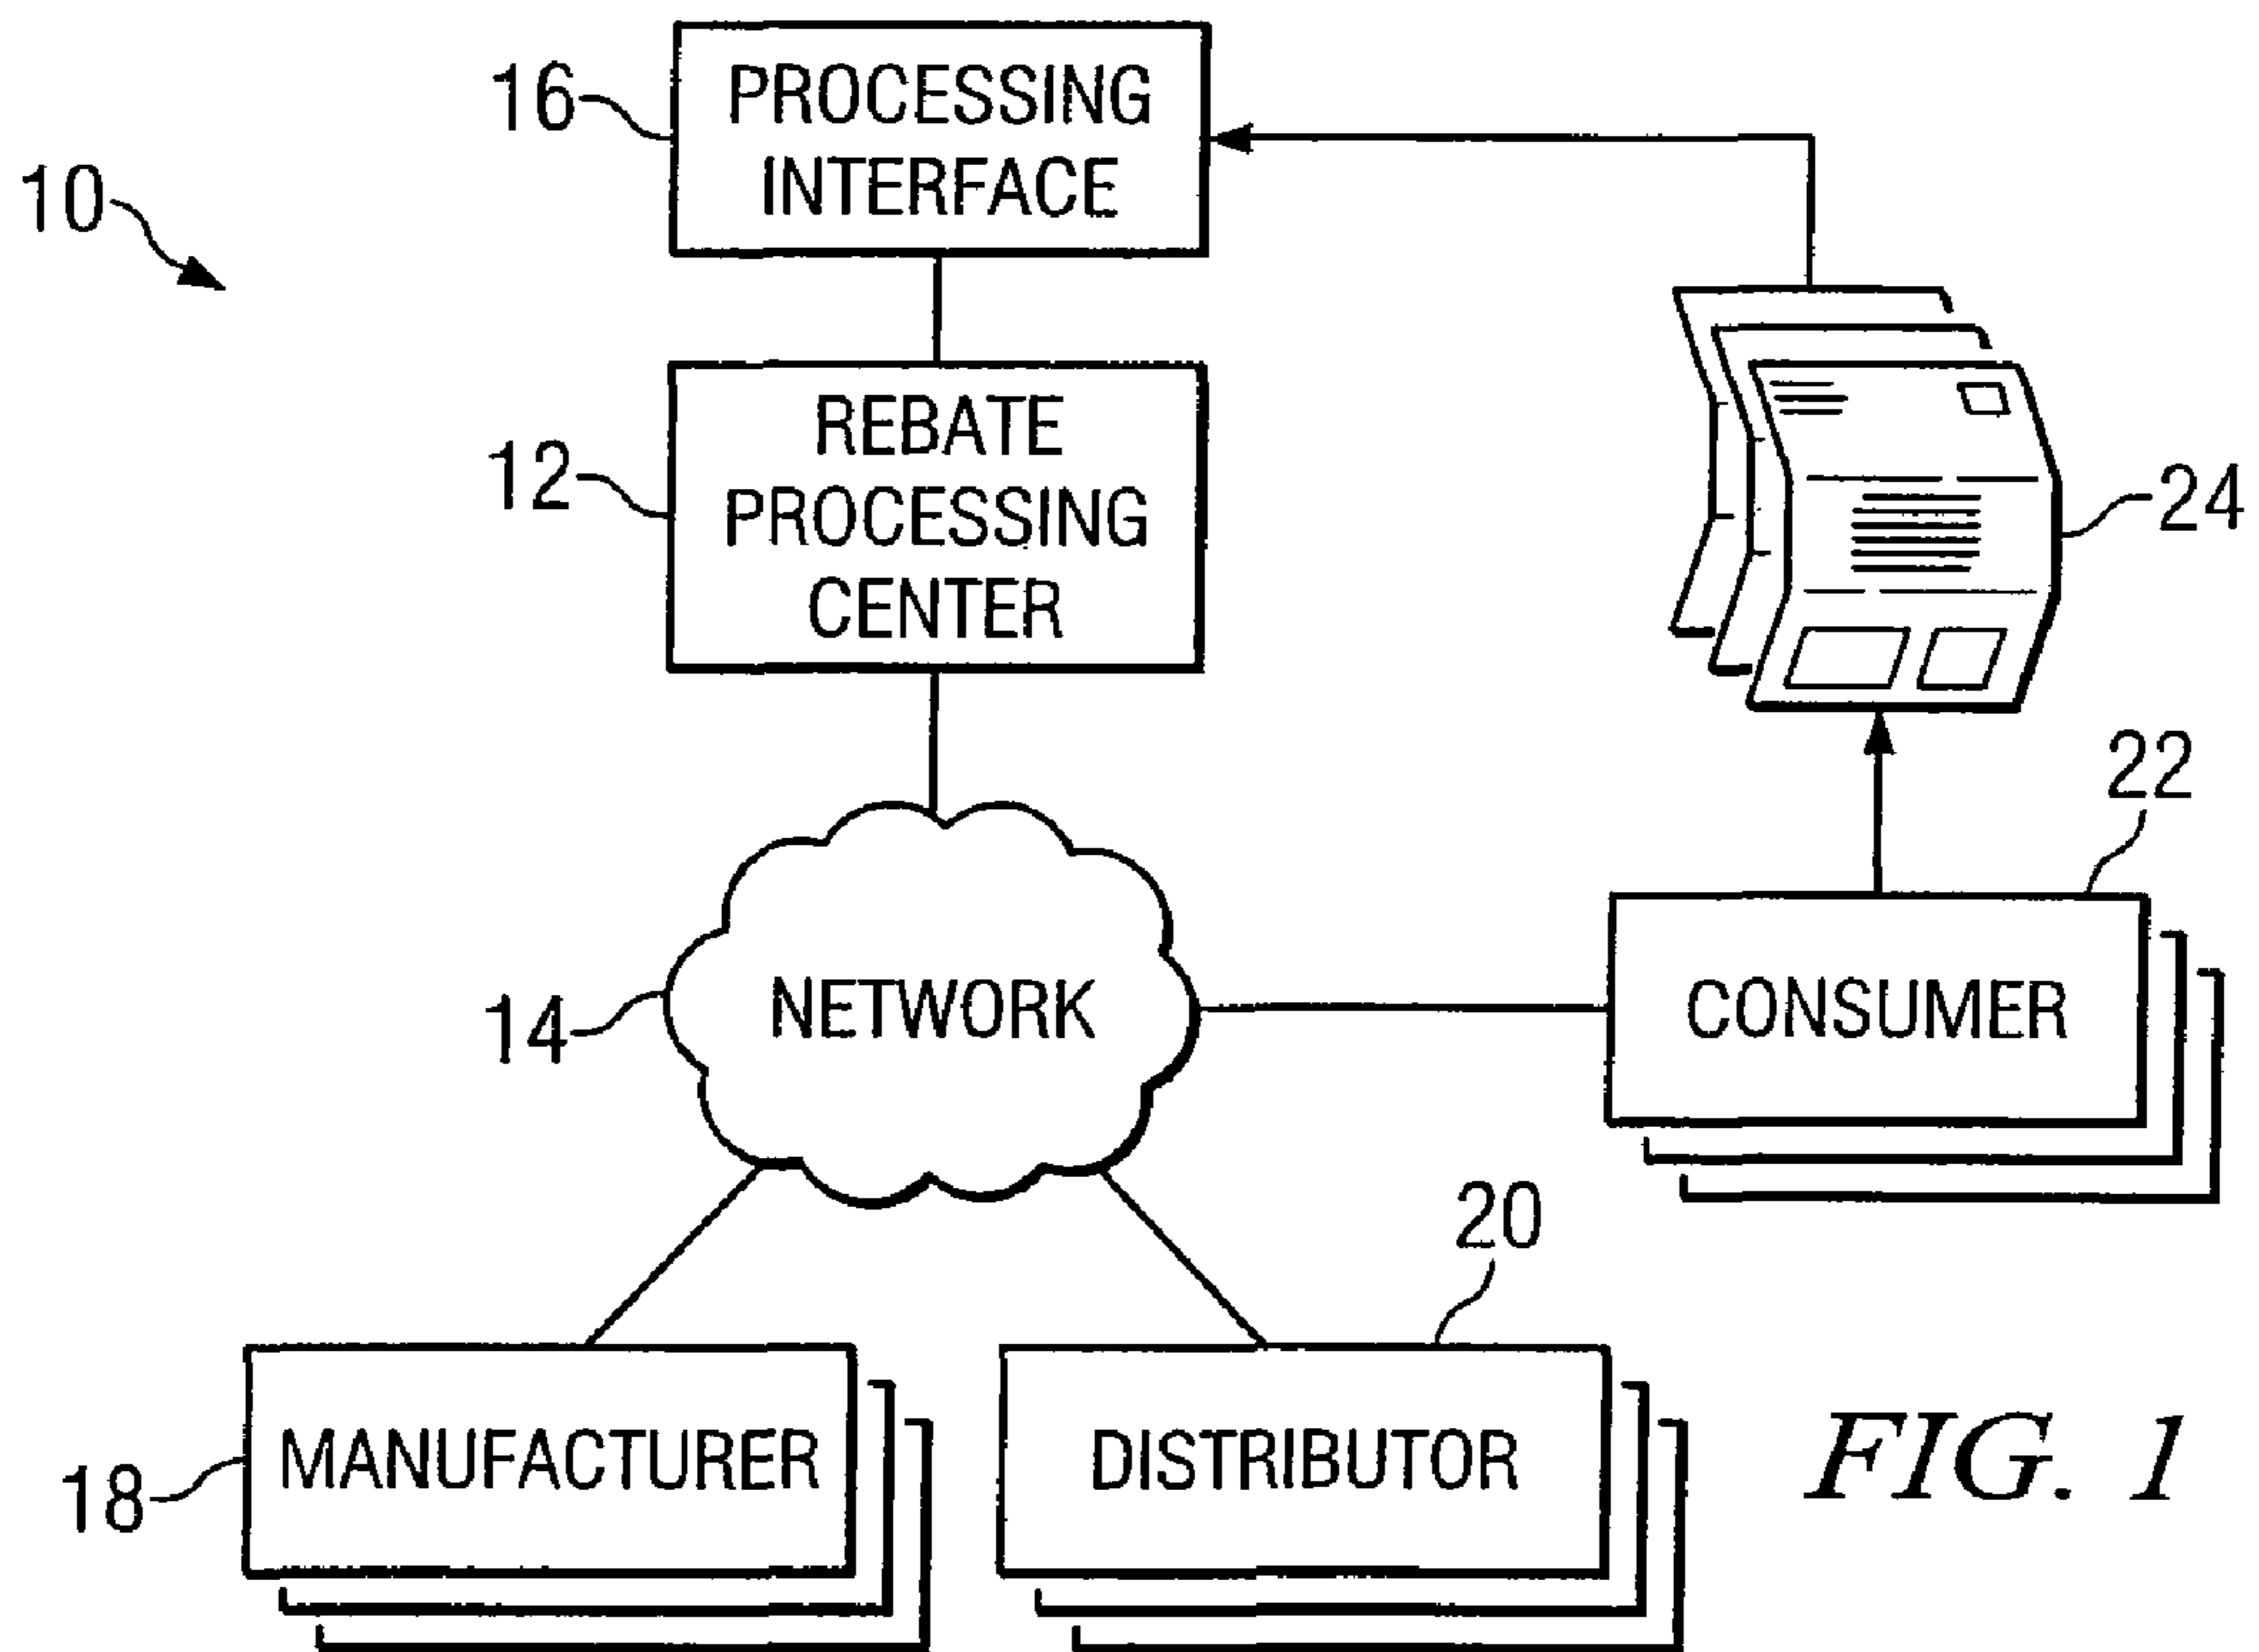 16
PROCESSING
INTERFACE
10
12
REBATE
PROCESSING
CENTER
24
22
14
NETWORK
CONSUMER
20
18
MANUFACTURER
DISTRIBUTOR
FIG. 1